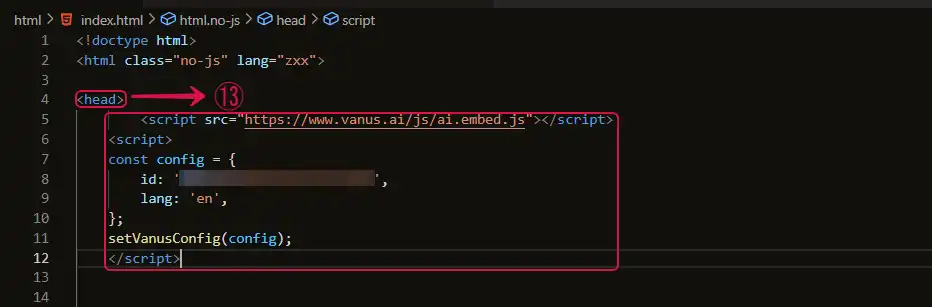 html > index.html > html.no-js > head > script
1 <!doctype html>
2 <html class="no-js" lang="zxx">
3
4 <head> ⑬
5 <script src="https://www.vanus.ai/js/ai.embed.js"></script>
6 <script>
7 const config = {
8 id: '',
9 lang: 'en',
10 };
11 setVanusConfig(config);
12 </script>
13
14